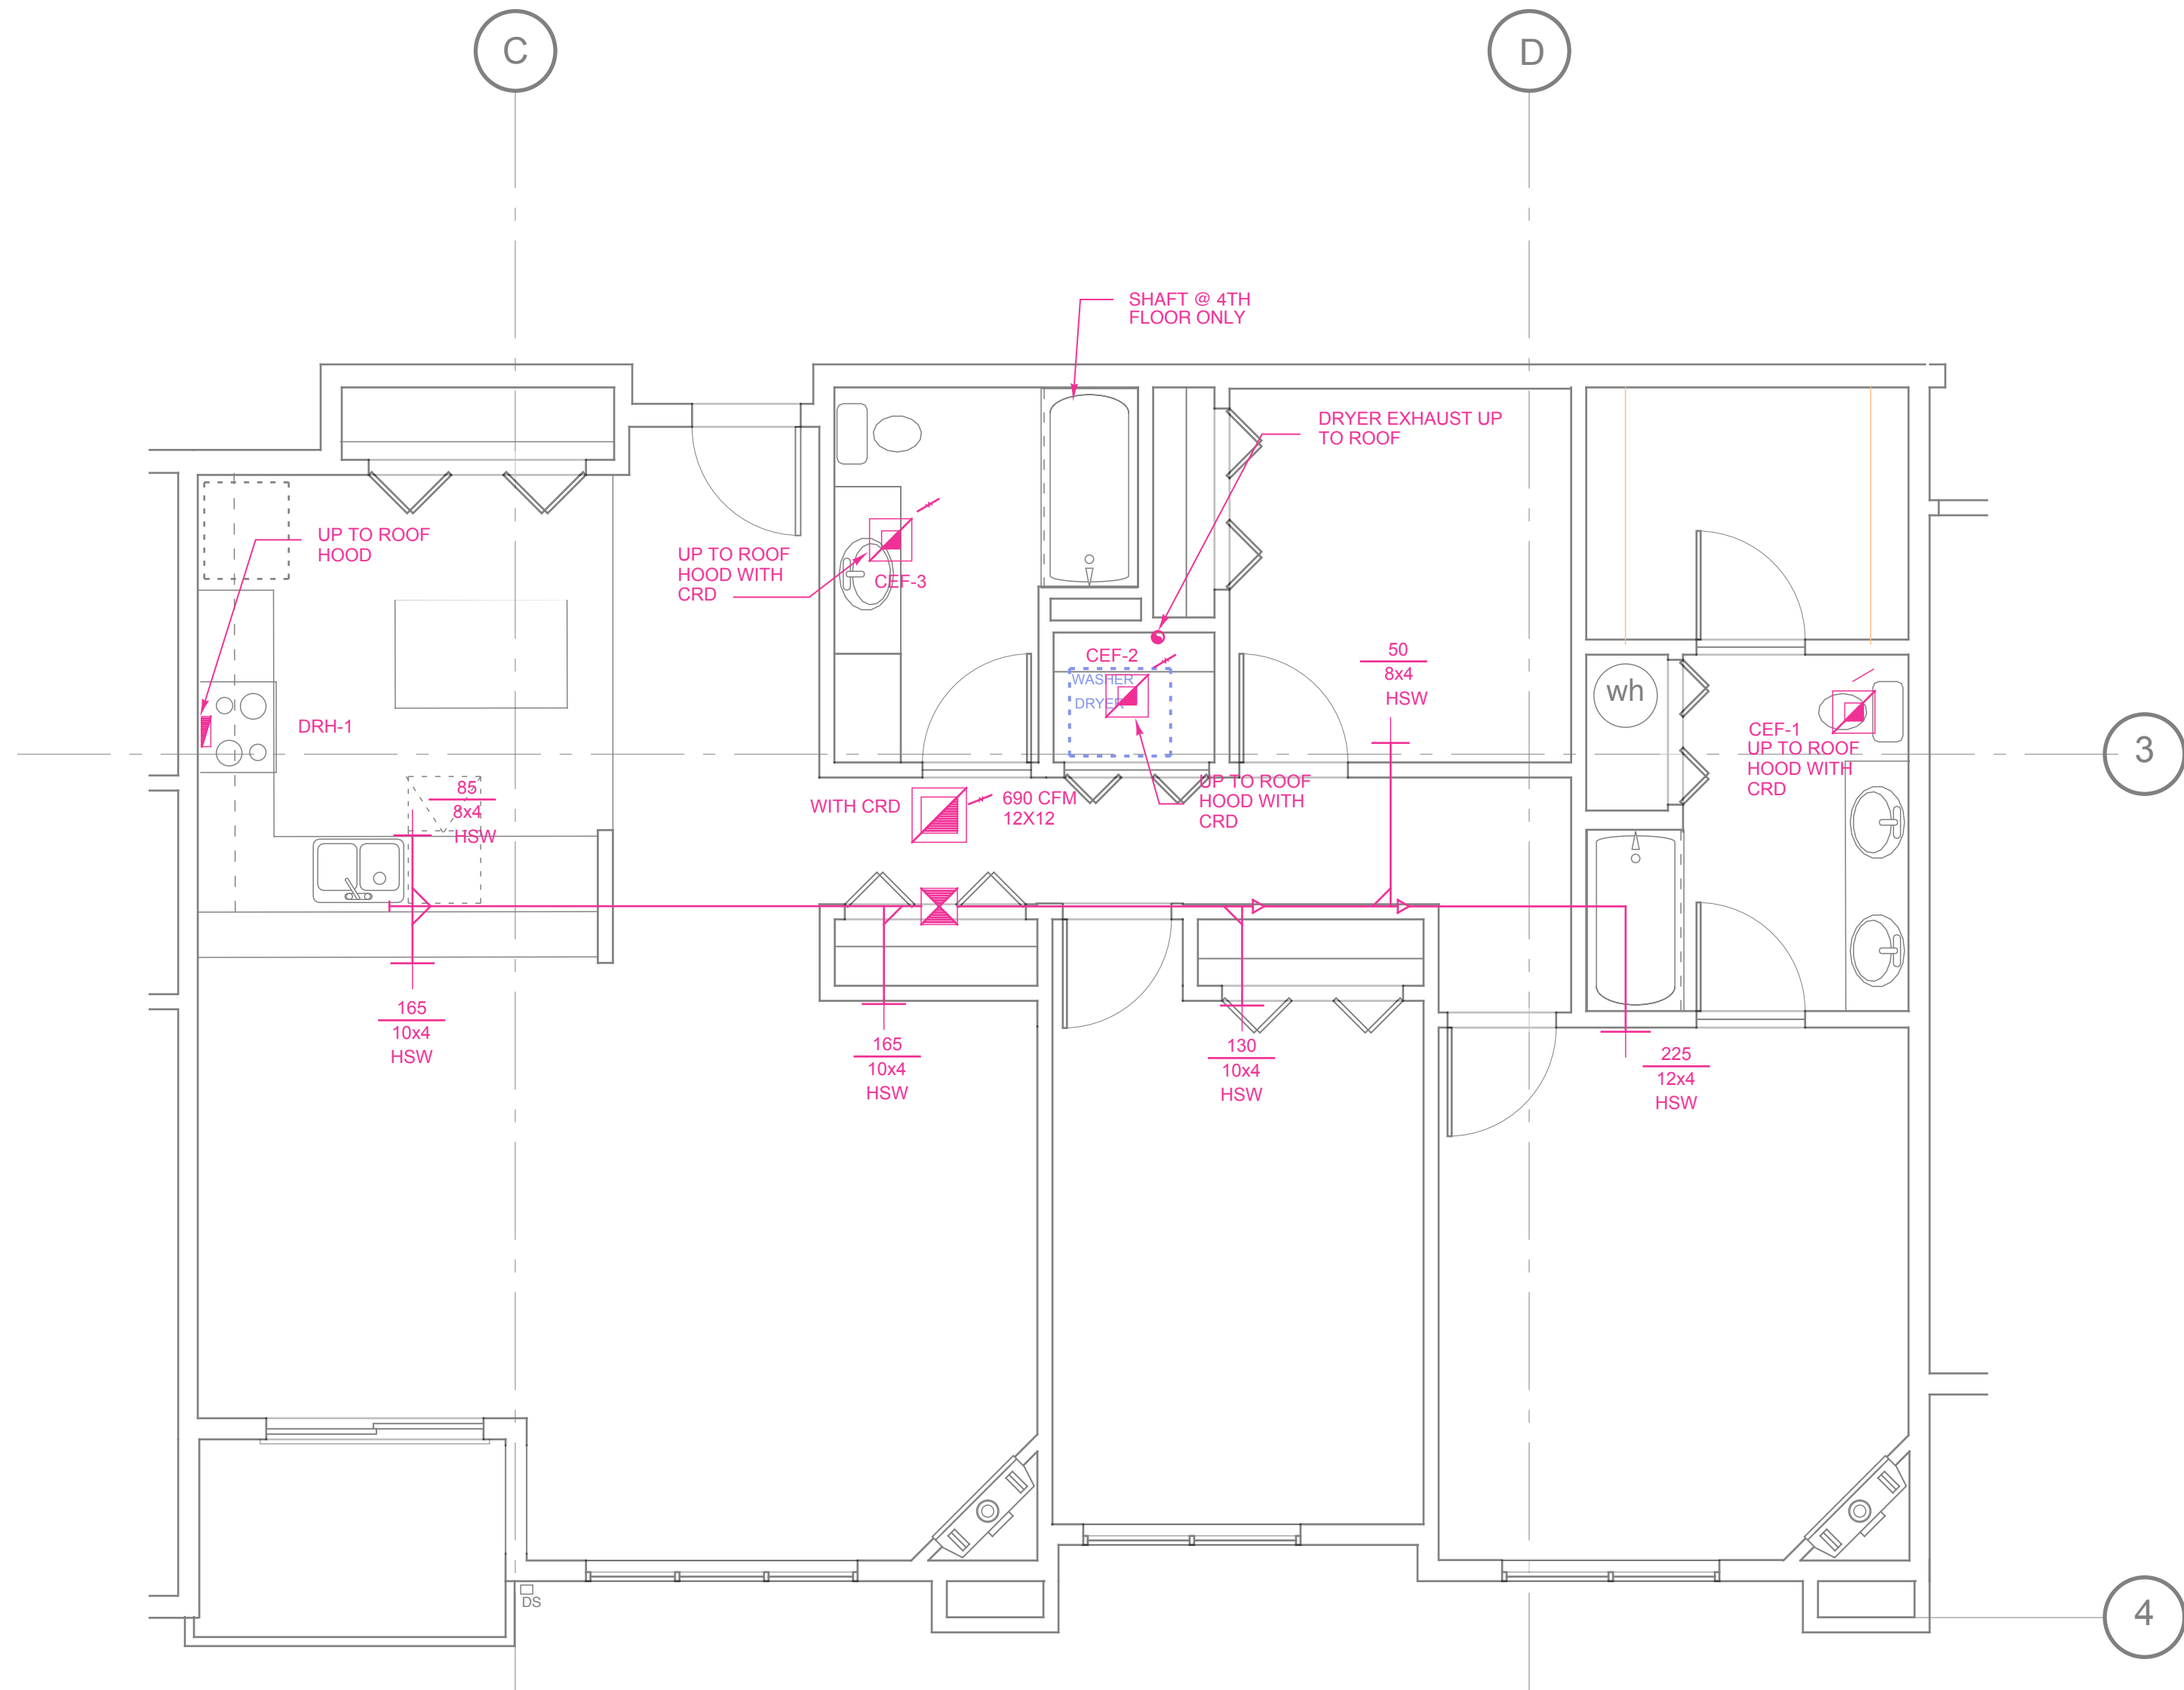 C
D
SHAFT @ 4TH
FLOOR ONLY
DRYER EXHAUST UP
TO ROOF
UP TO ROOF
HOOD
UP TO ROOF
HOOD WITH
CRD
CEF-3
CEF-2
WASHER
DRYER
50
8x4
HSW
wh
DRH-1
CEF-1
UP TO ROOF
HOOD WITH
CRD
3
85
8x4
HSW
WITH CRD
690 CFM
12X12
UP TO ROOF
HOOD WITH
CRD
165
10x4
HSW
165
10x4
HSW
130
10x4
HSW
225
12x4
HSW
DS
4